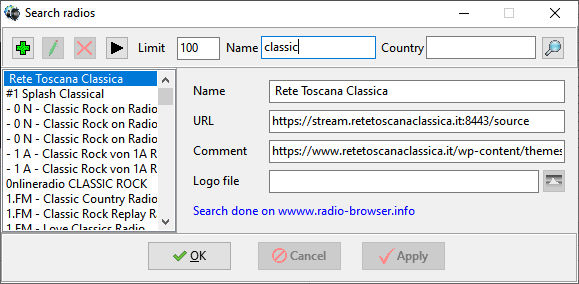 Search radios
Limit 100 Name classic Country
Rete Toscana Classica
#1 Splash Classical
- 0 N - Classic Rock on Radio
- 0 N - Classic Rock on Radio
- 0 N - Classic Rock on Radio
- 1 A - Classic Rock von 1A R
- 1 A - Classic Rock von 1A R
0nlineradio CLASSIC ROCK
1.FM - Classic Country Radio
1.FM - Classic Rock Replay R
1.FM - Love Classics Radio
Name Rete Toscana Classica
URL https://stream.retetoscanaclassica.it:8443/source
Comment https://www.retetoscanaclassica.it/wp-content/themes
Logo file
Search done on wwww.radio-browser.info
OK Cancel Apply